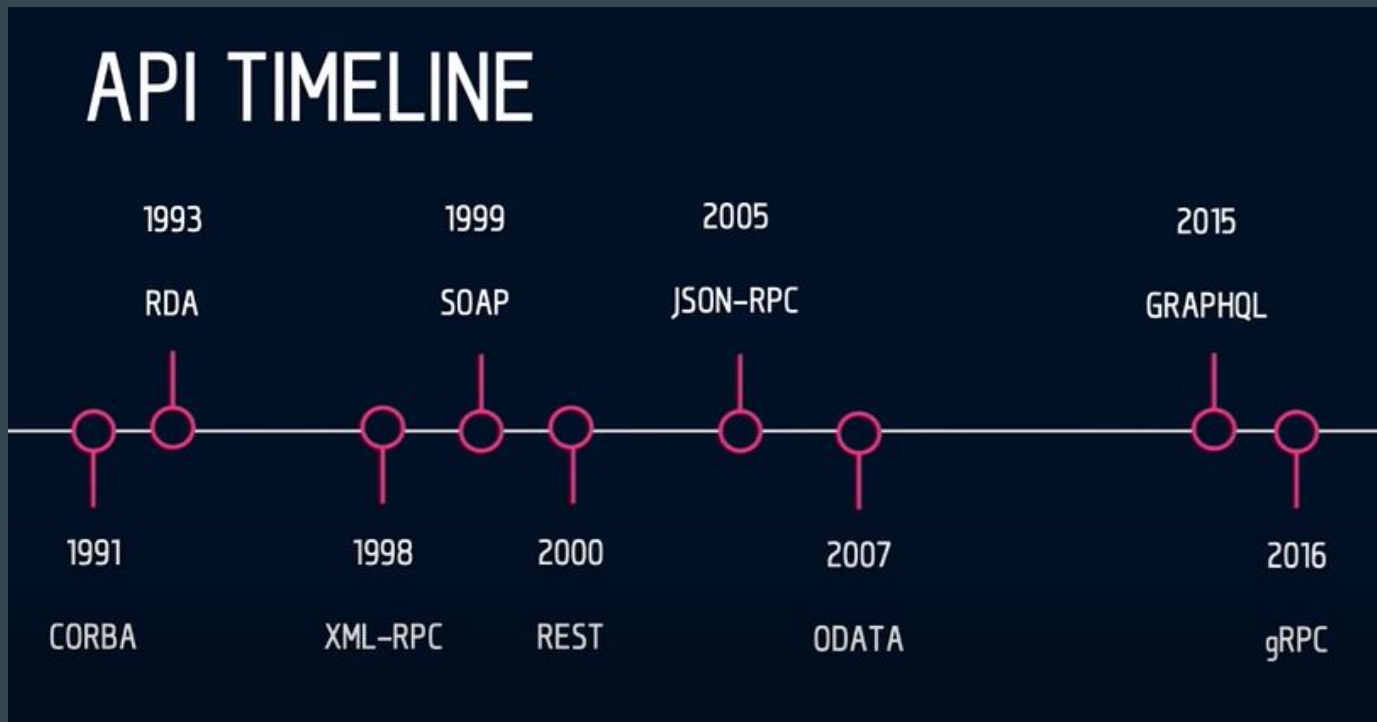 API TIMELINE
1993
1999
2005
2015
RDA
SOAP
JSON-RPC
GRAPHQL
1991
1998
2000
2007
2016
CORBA
XML-RPC
REST
ODATA
gRPC